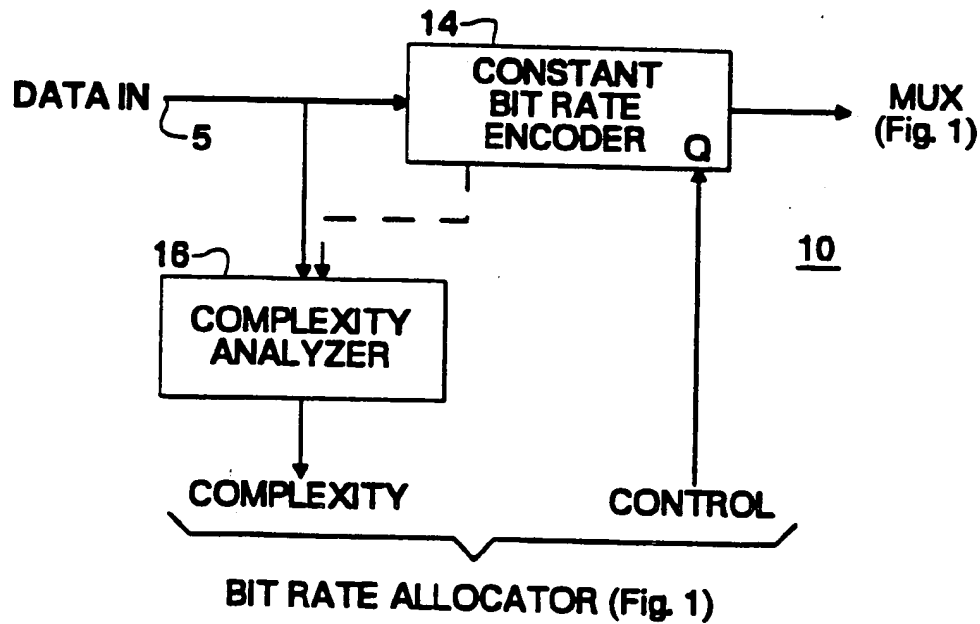 14
CONSTANT
BIT RATE
ENCODER
Q
DATA IN
5
MUX
(Fig. 1)
10
16
COMPLEXITY
ANALYZER
COMPLEXITY
CONTROL
BIT RATE ALLOCATOR (Fig. 1)